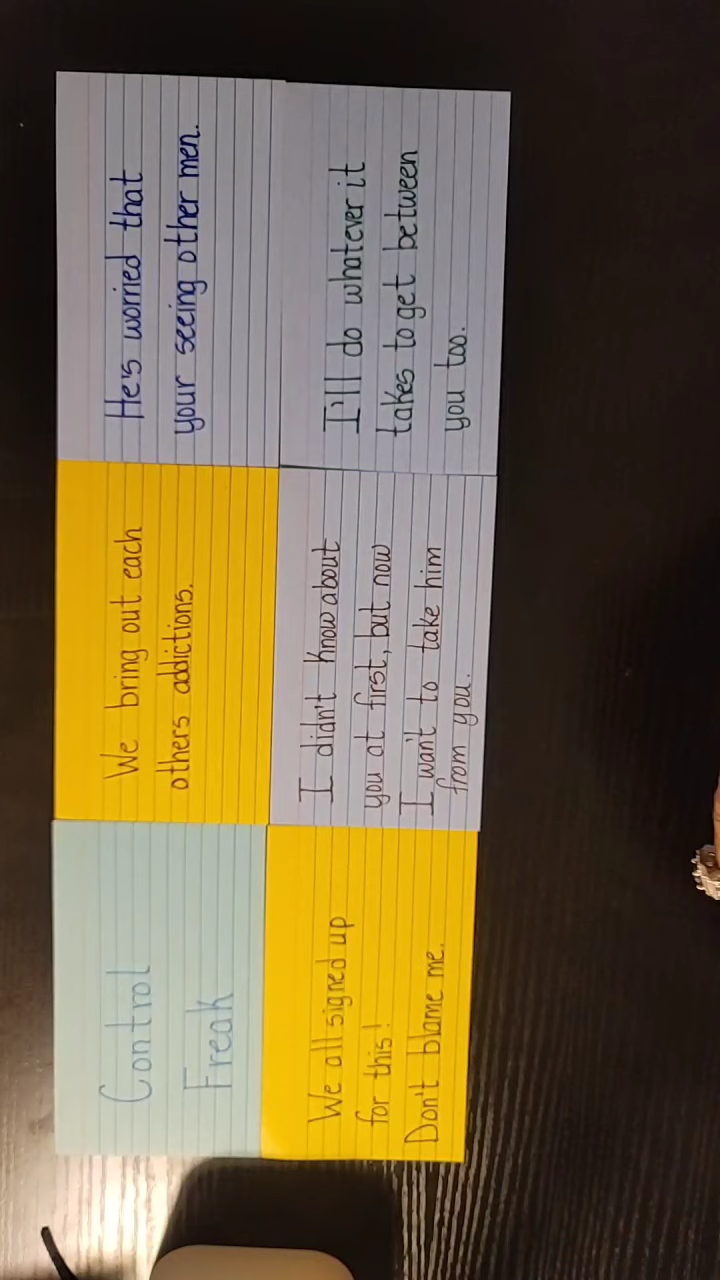 Control
Freak
We bring out each
others addictions.
He's worried that
your seeing other men.
We all signed up
for this!
Don't blame me.
I didn't know about
you at first, but now
I wan't to take him
from you.
I'll do whatever it
takes to get between
you too.